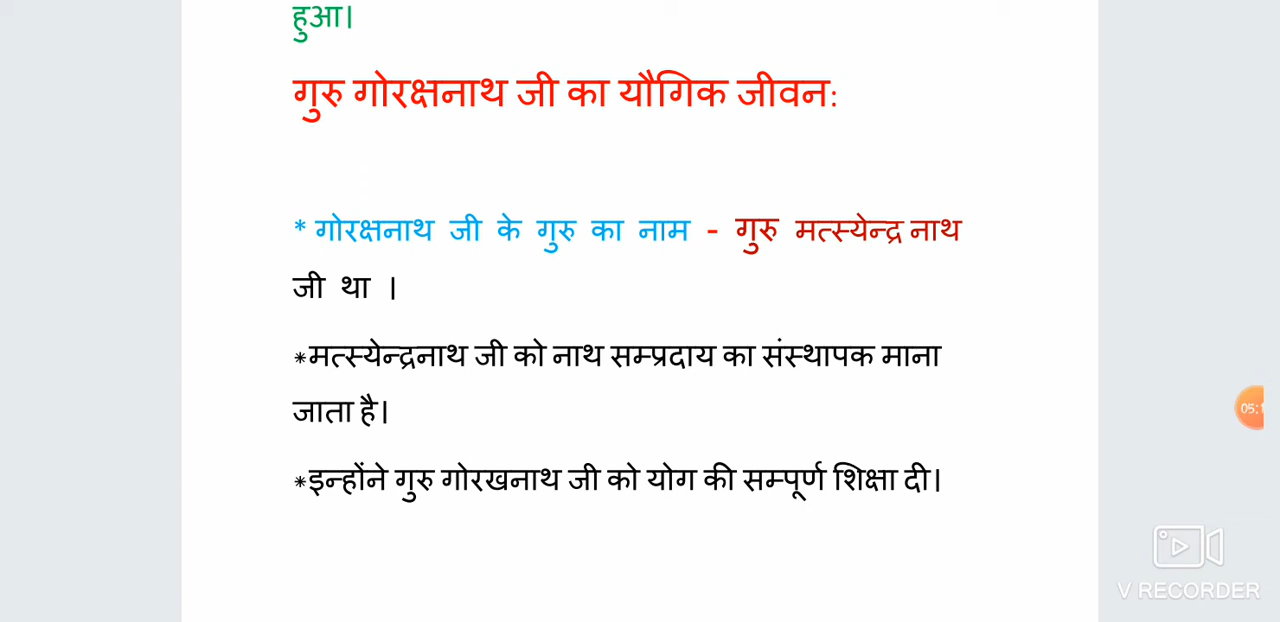 हुआ।
गुरु गोरक्षनाथ जी का यौगिक जीवन:
* गोरक्षनाथ जी के गुरु का नाम - गुरु मत्स्येन्द्र नाथ
जी था ।
*मत्स्येन्द्रनाथ जी को नाथ सम्प्रदाय का संस्थापक माना
जाता है।
*इन्होंने गुरु गोरखनाथ जी को योग की सम्पूर्ण शिक्षा दी।
V RECORDER